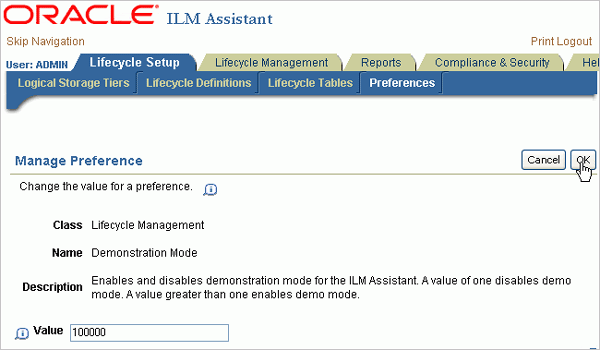 ORACLE ILM Assistant
Skip Navigation Print Logout
User: ADMIN Lifecycle Setup Lifecycle Management Reports Compliance & Security Hel
Logical Storage Tiers Lifecycle Definitions Lifecycle Tables Preferences
Manage Preference Cancel OK
Change the value for a preference.
Class Lifecycle Management
Name Demonstration Mode
Description Enables and disables demonstration mode for the ILM Assistant. A value of one disables demo
mode. A value greater than one enables demo mode.
Value 100000